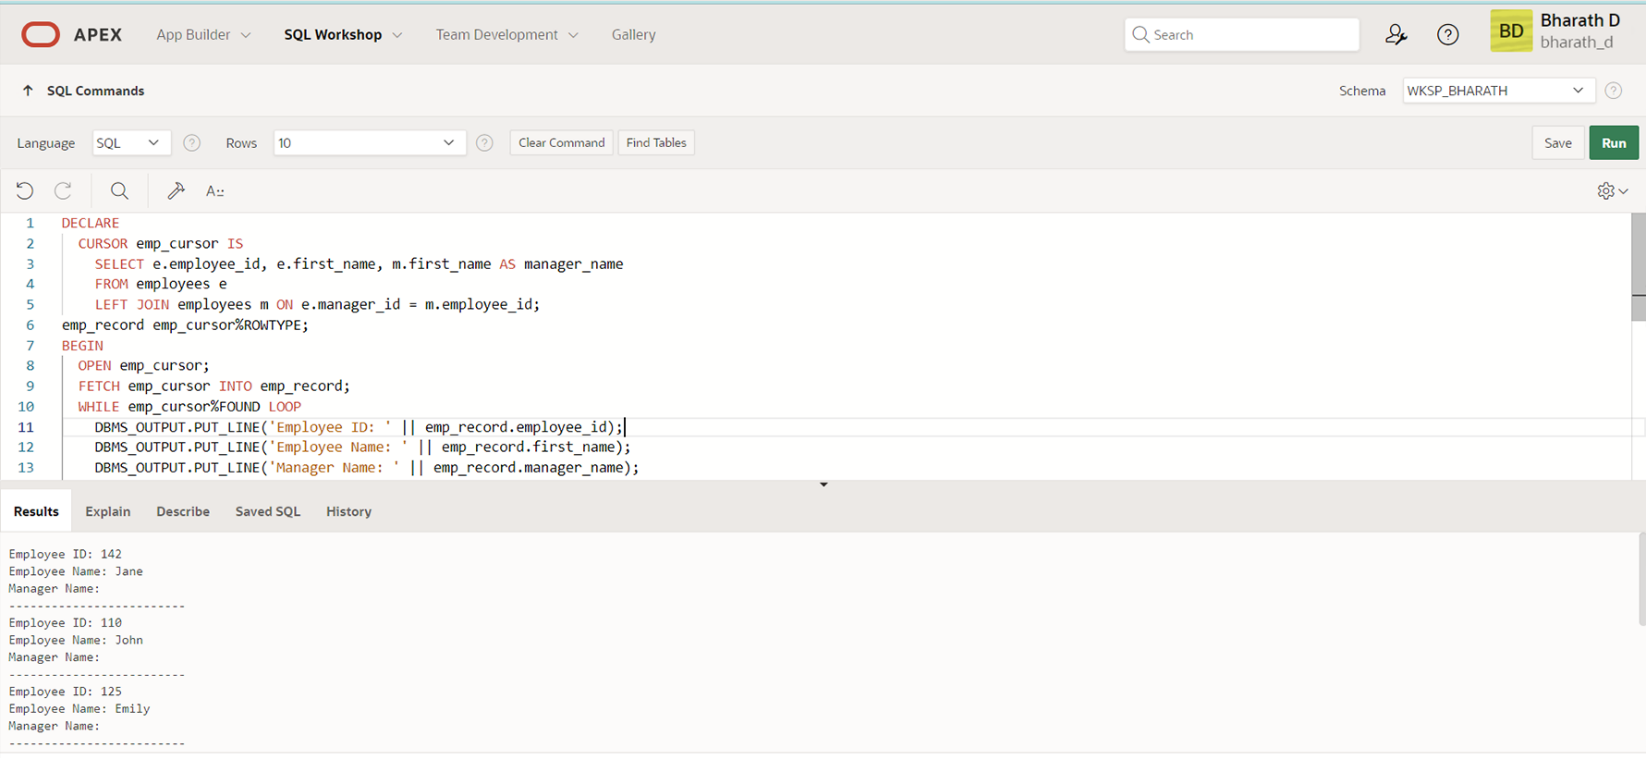 APEX App Builder SQL Workshop Team Development Gallery Search ? BD Bharath D
bharath_d
↑ SQL Commands Schema WKSP_BHARATH ?
Language SQL ? Rows 10 ? Clear Command Find Tables Save Run
A::
1 DECLARE
2 CURSOR emp_cursor IS
3 SELECT e.employee_id, e.first_name, m.first_name AS manager_name
4 FROM employees e
5 LEFT JOIN employees m ON e.manager_id = m.employee_id;
6 emp_record emp_cursor%ROWTYPE;
7 BEGIN
8 OPEN emp_cursor;
9 FETCH emp_cursor INTO emp_record;
10 WHILE emp_cursor%FOUND LOOP
11 DBMS_OUTPUT.PUT_LINE('Employee ID: ' || emp_record.employee_id);
12 DBMS_OUTPUT.PUT_LINE('Employee Name: ' || emp_record.first_name);
13 DBMS_OUTPUT.PUT_LINE('Manager Name: ' || emp_record.manager_name);
Results Explain Describe Saved SQL History
Employee ID: 142
Employee Name: Jane
Manager Name:
-------------------------
Employee ID: 110
Employee Name: John
Manager Name:
-------------------------
Employee ID: 125
Employee Name: Emily
Manager Name:
-------------------------